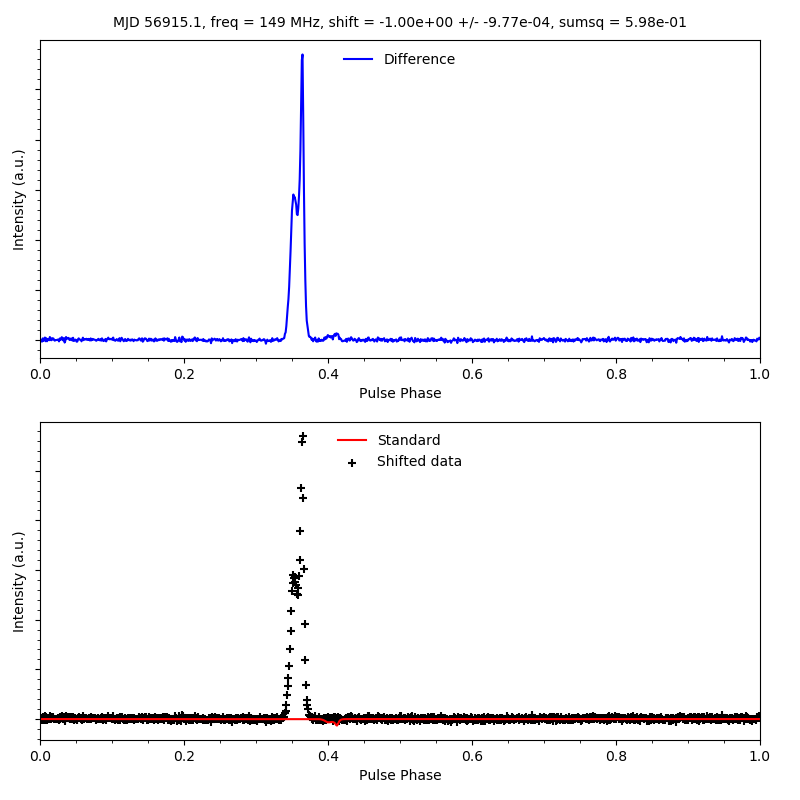 MJD 56915.1, freq = 149 MHz, shift = -1.00e+00 +/- -9.77e-04, sumsq = 5.98e-01
Difference
Intensity (a.u.)
0.0 0.2 0.4 0.6 0.8 1.0
Pulse Phase
Standard
Shifted data
Intensity (a.u.)
0.0 0.2 0.4 0.6 0.8 1.0
Pulse Phase